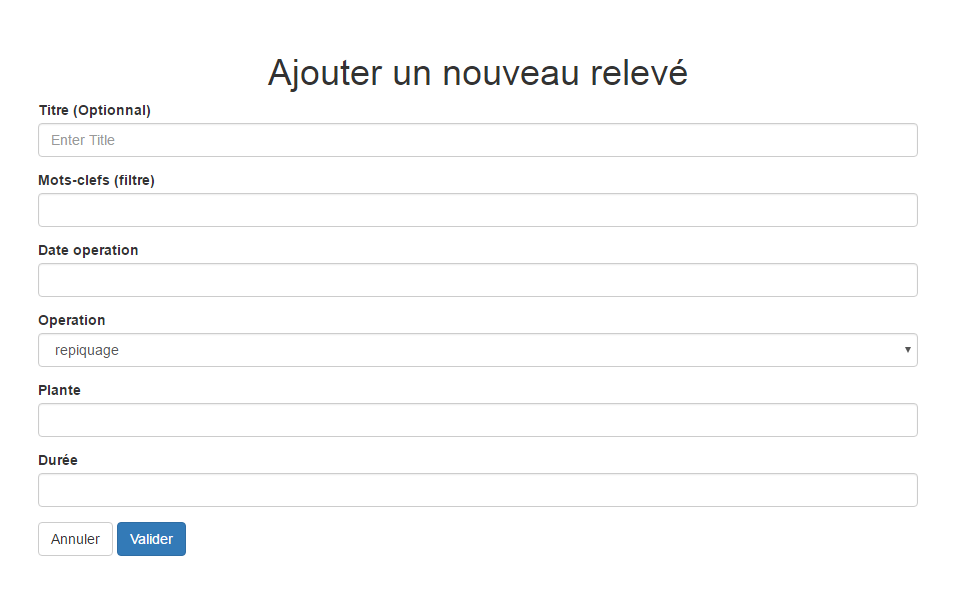 Ajouter un nouveau relevé
Titre (Optionnal)
Enter Title
Mots-clefs (filtre)
Date operation
Operation
repiquage
Plante
Durée
Annuler Valider